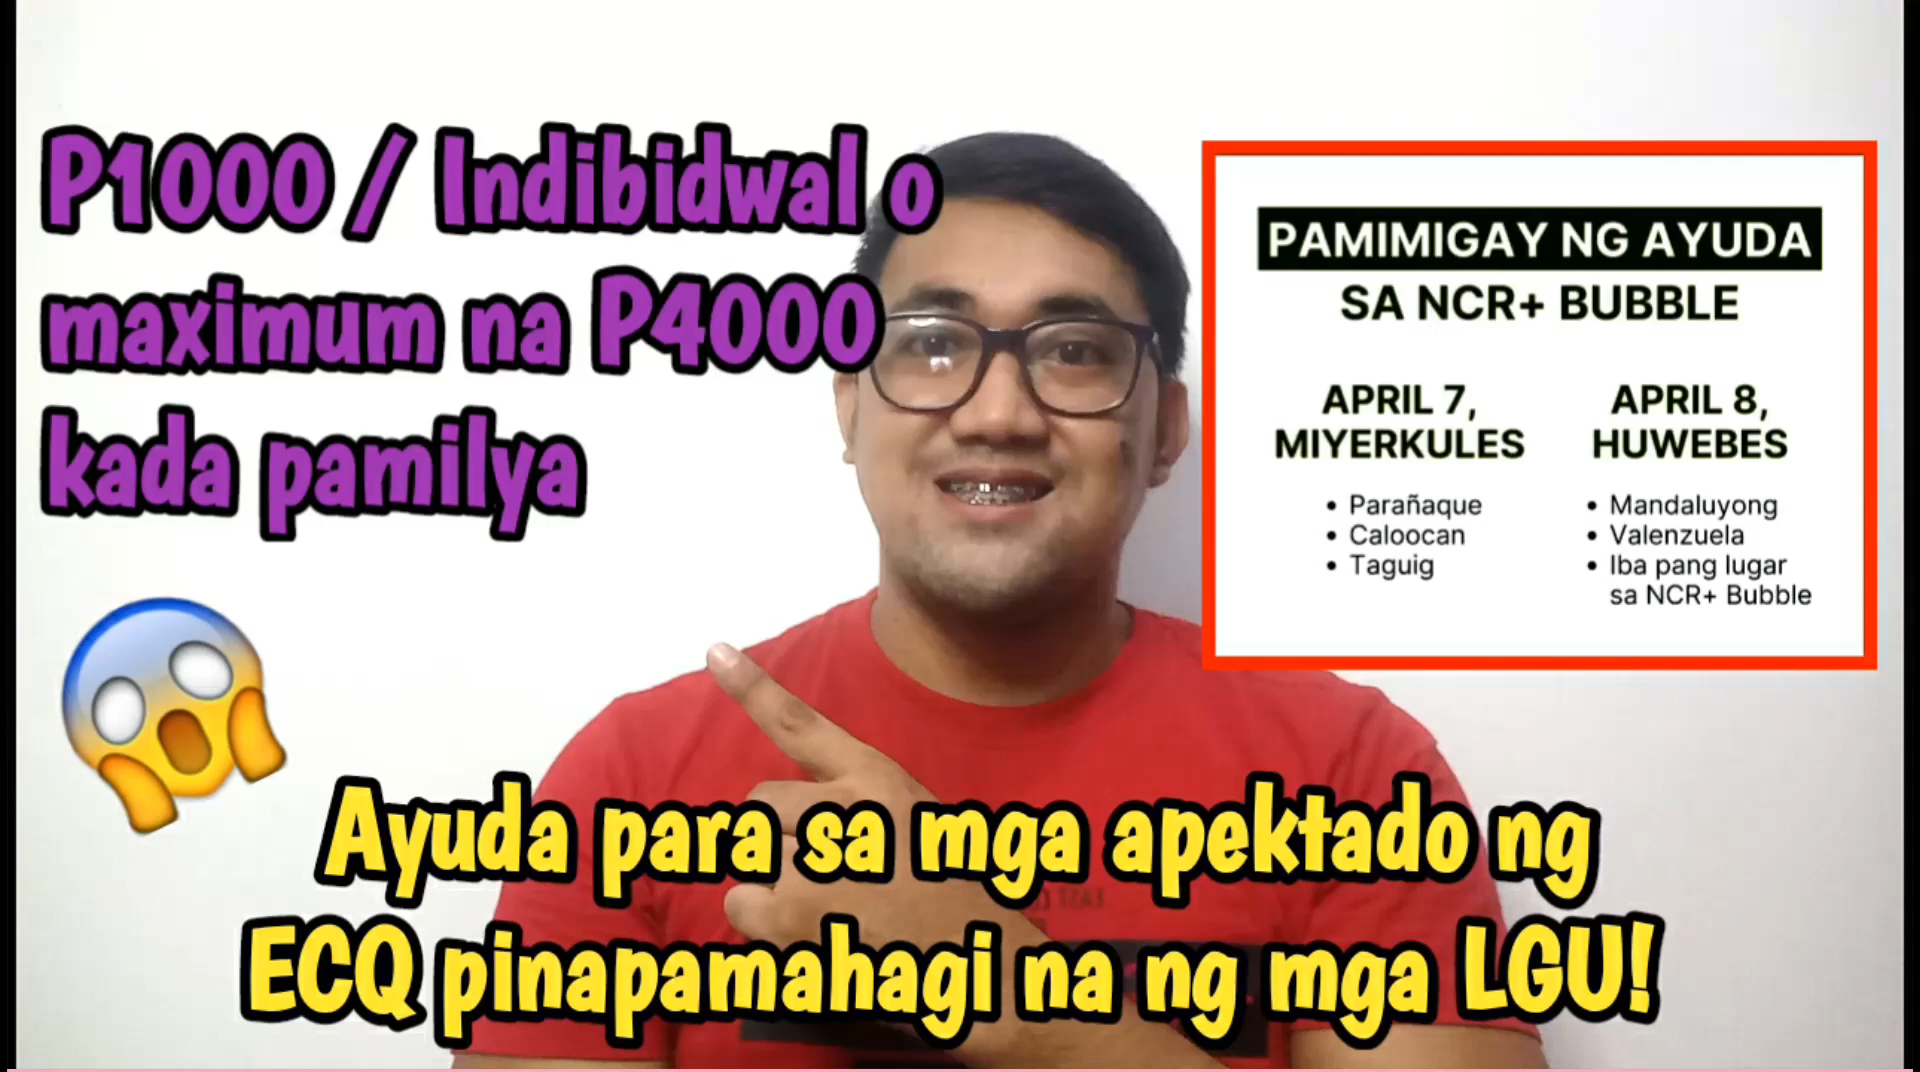 P1000 / Indibidwal o
maximum na P4000
kada pamilya
PAMIMIGAY NG AYUDA
SA NCR+ BUBBLE
APRIL 7,
MIYERKULES
• Parañaque
• Caloocan
• Taguig
APRIL 8,
HUWEBES
• Mandaluyong
• Valenzuela
• Iba pang lugar
sa NCR+ Bubble
Ayuda para sa mga apektado ng
ECQ pinapamahagi na ng mga LGU!